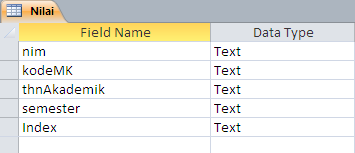 Nilai
Field Name Data Type
nim Text
kodeMK Text
thnAkademik Text
semester Text
Index Text